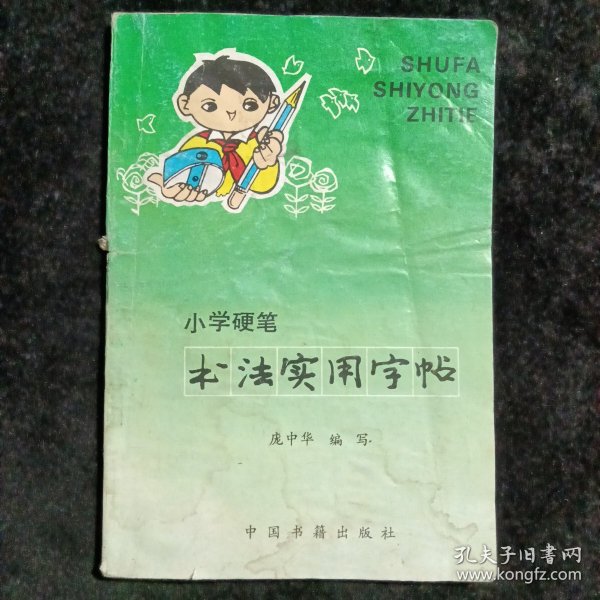 SHUFA
SHIYONG
ZHITIE
小学硬笔
书法实用字帖
庞中华 编写
中国书籍出版社
孔夫子旧书网
www.kongfz.com